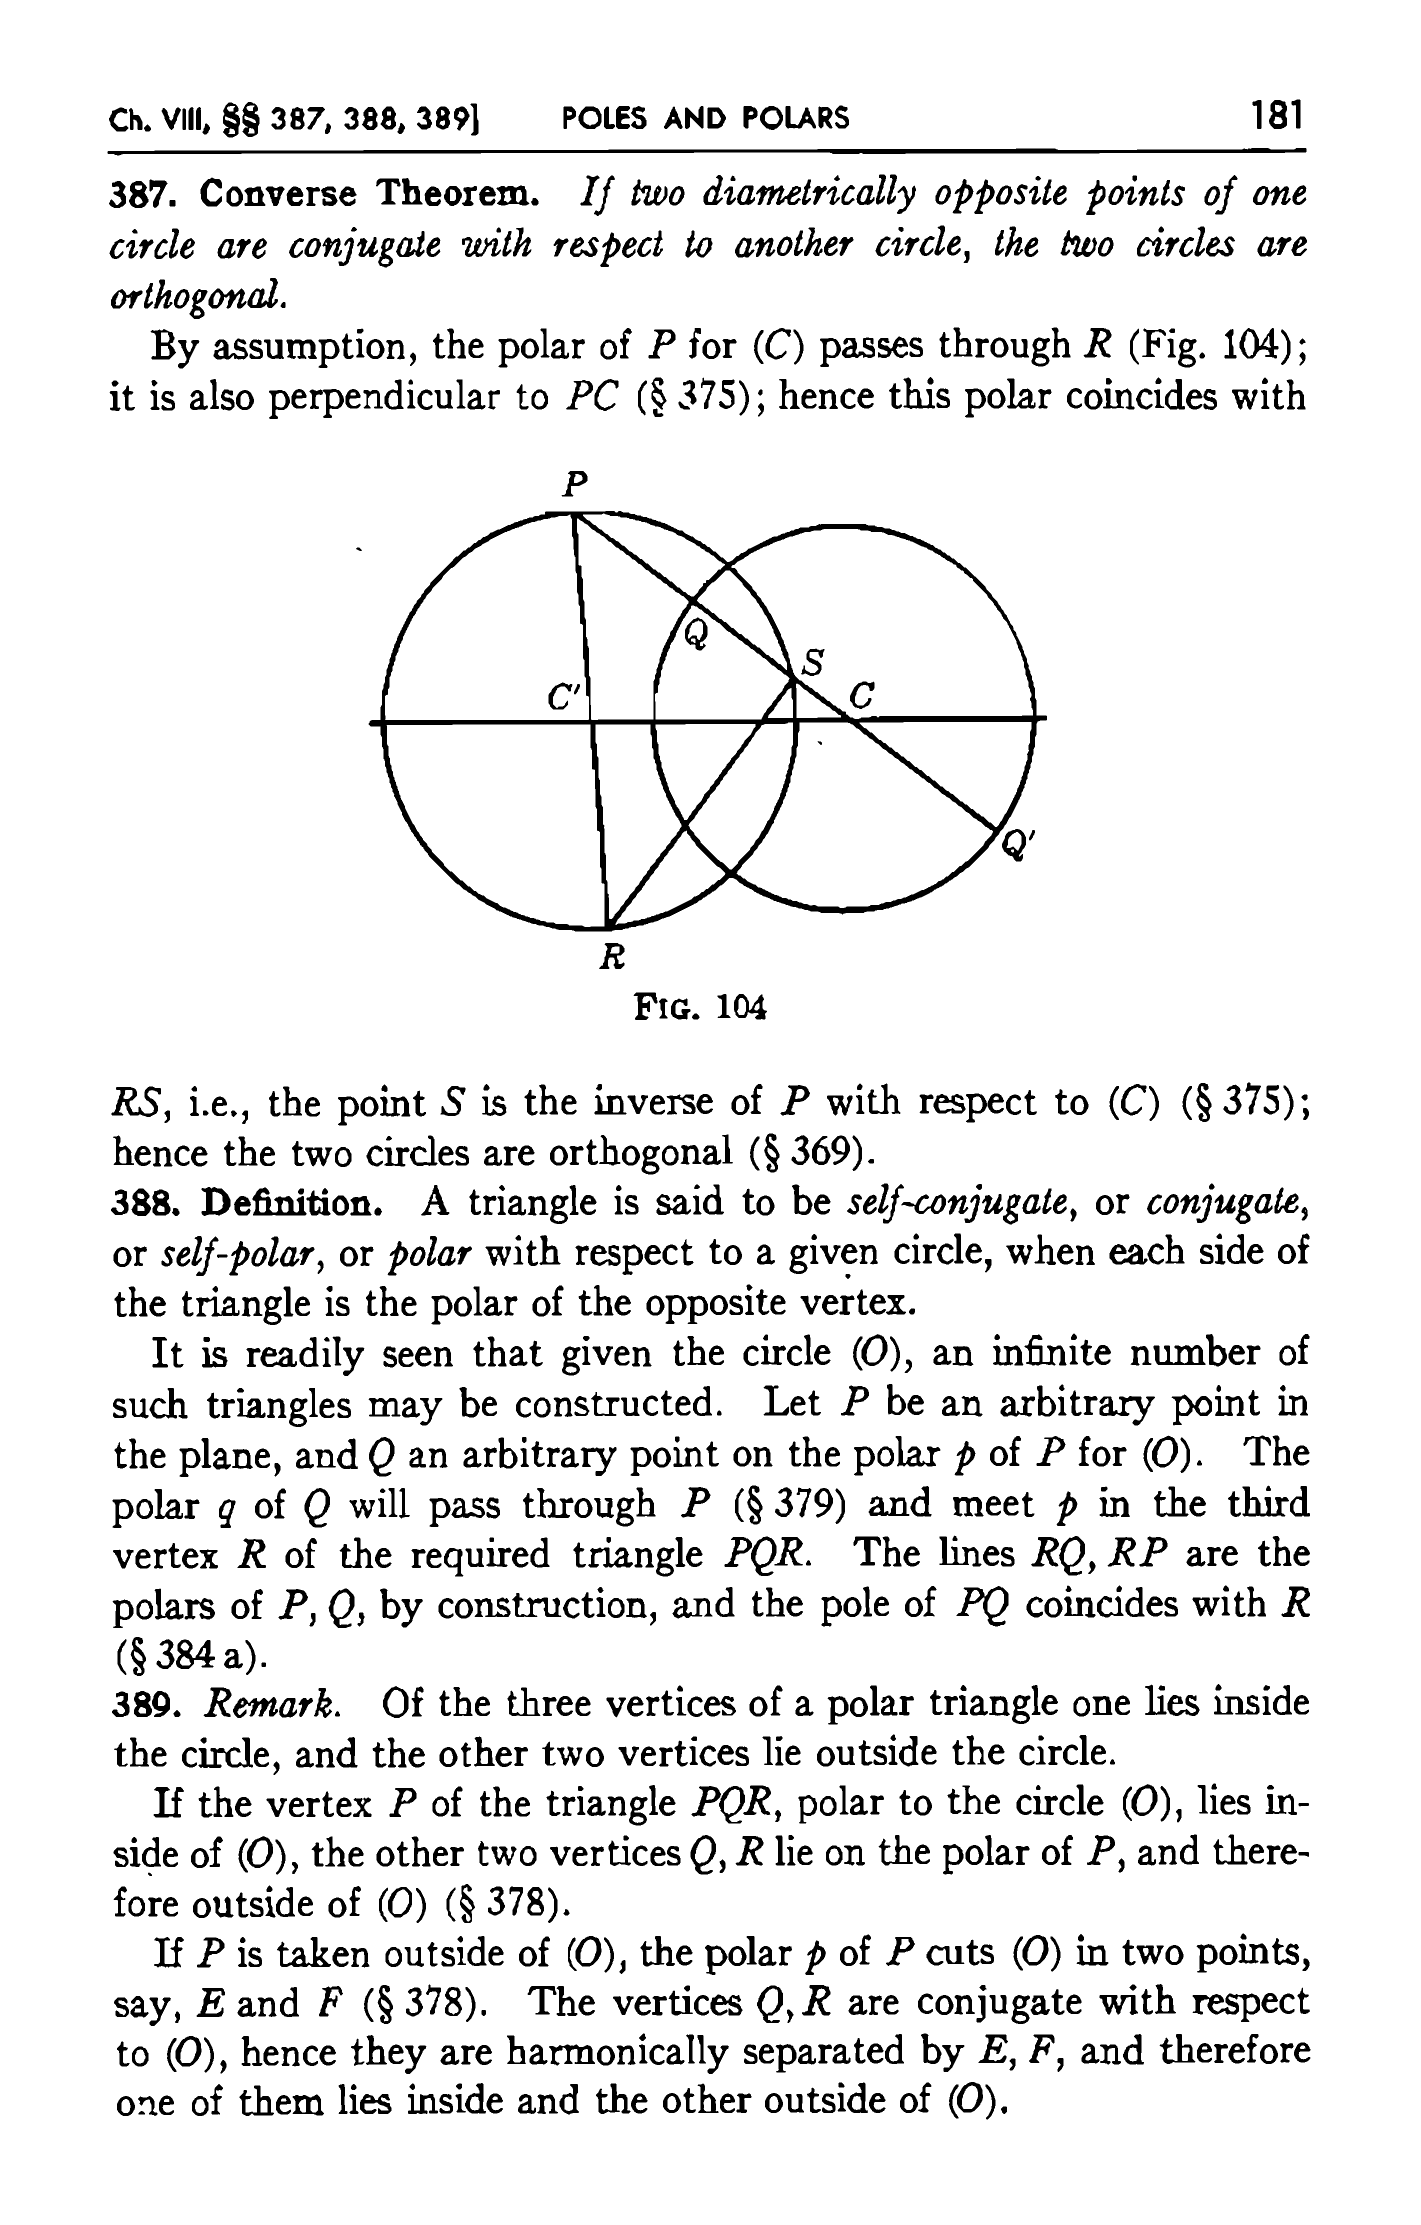 Ch. VIII, §§ 387, 388, 389] POLES AND POLARS 181
387. Converse Theorem. If two diametrically opposite points of one
circle are conjugate with respect to another circle, the two circles are
orthogonal.
By assumption, the polar of P for (C) passes through R (Fig. 104);
it is also perpendicular to PC (§ 375); hence this polar coincides with
P
Q
S
C'
C
Q'
R
FIG. 104
RS, i.e., the point S is the inverse of P with respect to (C) (§ 375);
hence the two circles are orthogonal (§ 369).
388. Definition. A triangle is said to be self-conjugate, or conjugate,
or self-polar, or polar with respect to a given circle, when each side of
the triangle is the polar of the opposite vertex.
It is readily seen that given the circle (O), an infinite number of
such triangles may be constructed. Let P be an arbitrary point in
the plane, and Q an arbitrary point on the polar p of P for (O). The
polar q of Q will pass through P (§ 379) and meet p in the third
vertex R of the required triangle PQR. The lines RQ, RP are the
polars of P, Q, by construction, and the pole of PQ coincides with R
(§ 384 a).
389. Remark. Of the three vertices of a polar triangle one lies inside
the circle, and the other two vertices lie outside the circle.
If the vertex P of the triangle PQR, polar to the circle (O), lies in-
side of (O), the other two vertices Q, R lie on the polar of P, and there-
fore outside of (O) (§ 378).
If P is taken outside of (O), the polar p of P cuts (O) in two points,
say, E and F (§ 378). The vertices Q, R are conjugate with respect
to (O), hence they are harmonically separated by E, F, and therefore
one of them lies inside and the other outside of (O).